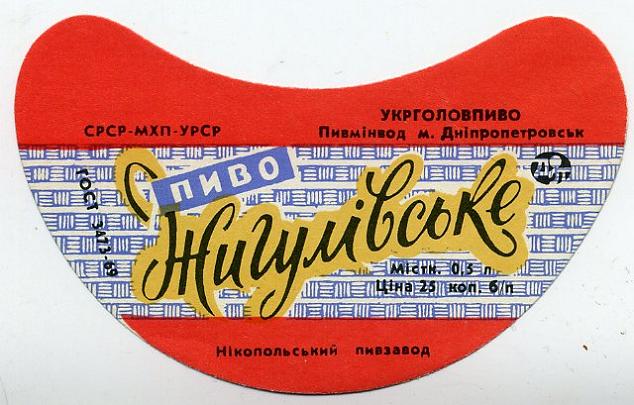 СРСР-МХП-УРСР
УКРГОЛОВПИВО
Пивмінвод м. Дніпропетровськ
ГОСТ 3473-69
ПИВО
Жигулівське
Містк. 0,5 л
Ціна 25 коп. б/п
Нікопольський пивзавод